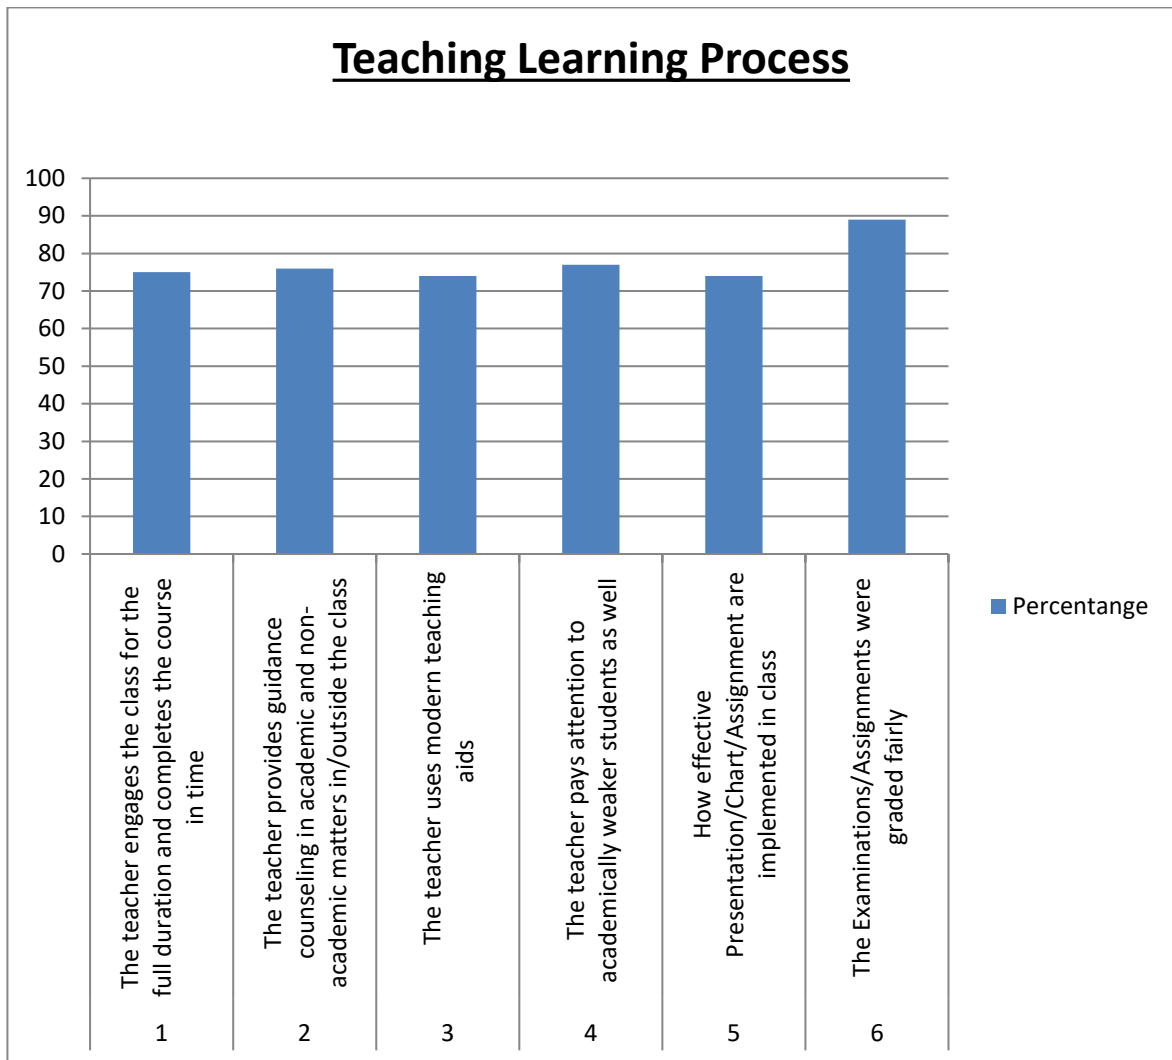 Teaching Learning Process
100
90
80
70
60
50
40
30
20
10
0
The teacher engages the class for the
full duration and completes the course
in time
The teacher provides guidance
counseling in academic and non-
academic matters in/outside the class
The teacher uses modern teaching
aids
The teacher pays attention to
academically weaker students as well
How effective
Presentation/Chart/Assignment are
implemented in class
The Examinations/Assignments were
graded fairly
1
2
3
4
5
6
Percentange